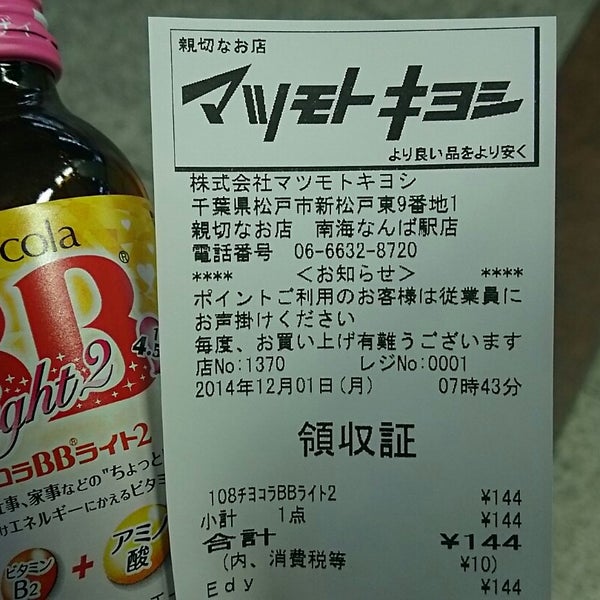 親切なお店
マツモトキヨシ
より良い品をより安く
株式会社マツモトキヨシ
千葉県松戸市新松戸東9番地1
親切なお店 南海なんば駅店
電話番号 06-6632-8720
**** <お知らせ> ****
ポイントご利用のお客様は従業員に
お声掛けください
毎度、お買い上げ有難うございます
店No:1370 レジNo:0001
2014年12月01日(月) 07時43分
領収証
108チヨコラBBライト2 ¥144
小計 1点 ¥144
合計 ¥144
(内、消費税等 ¥10)
Edy ¥144
cola
BB®
ght2
4.5
コラBB®ライト2
事、家事などの"ちょっと
けエネルギーにかえるビタミ
ビタミン
B2
+
アミノ
酸